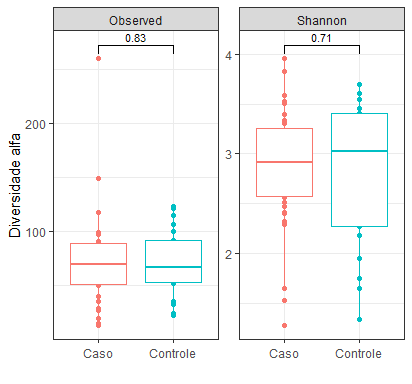 Observed
Shannon
0.83
0.71
Diversidade alfa
200
100
4
3
2
Caso
Controle
Caso
Controle